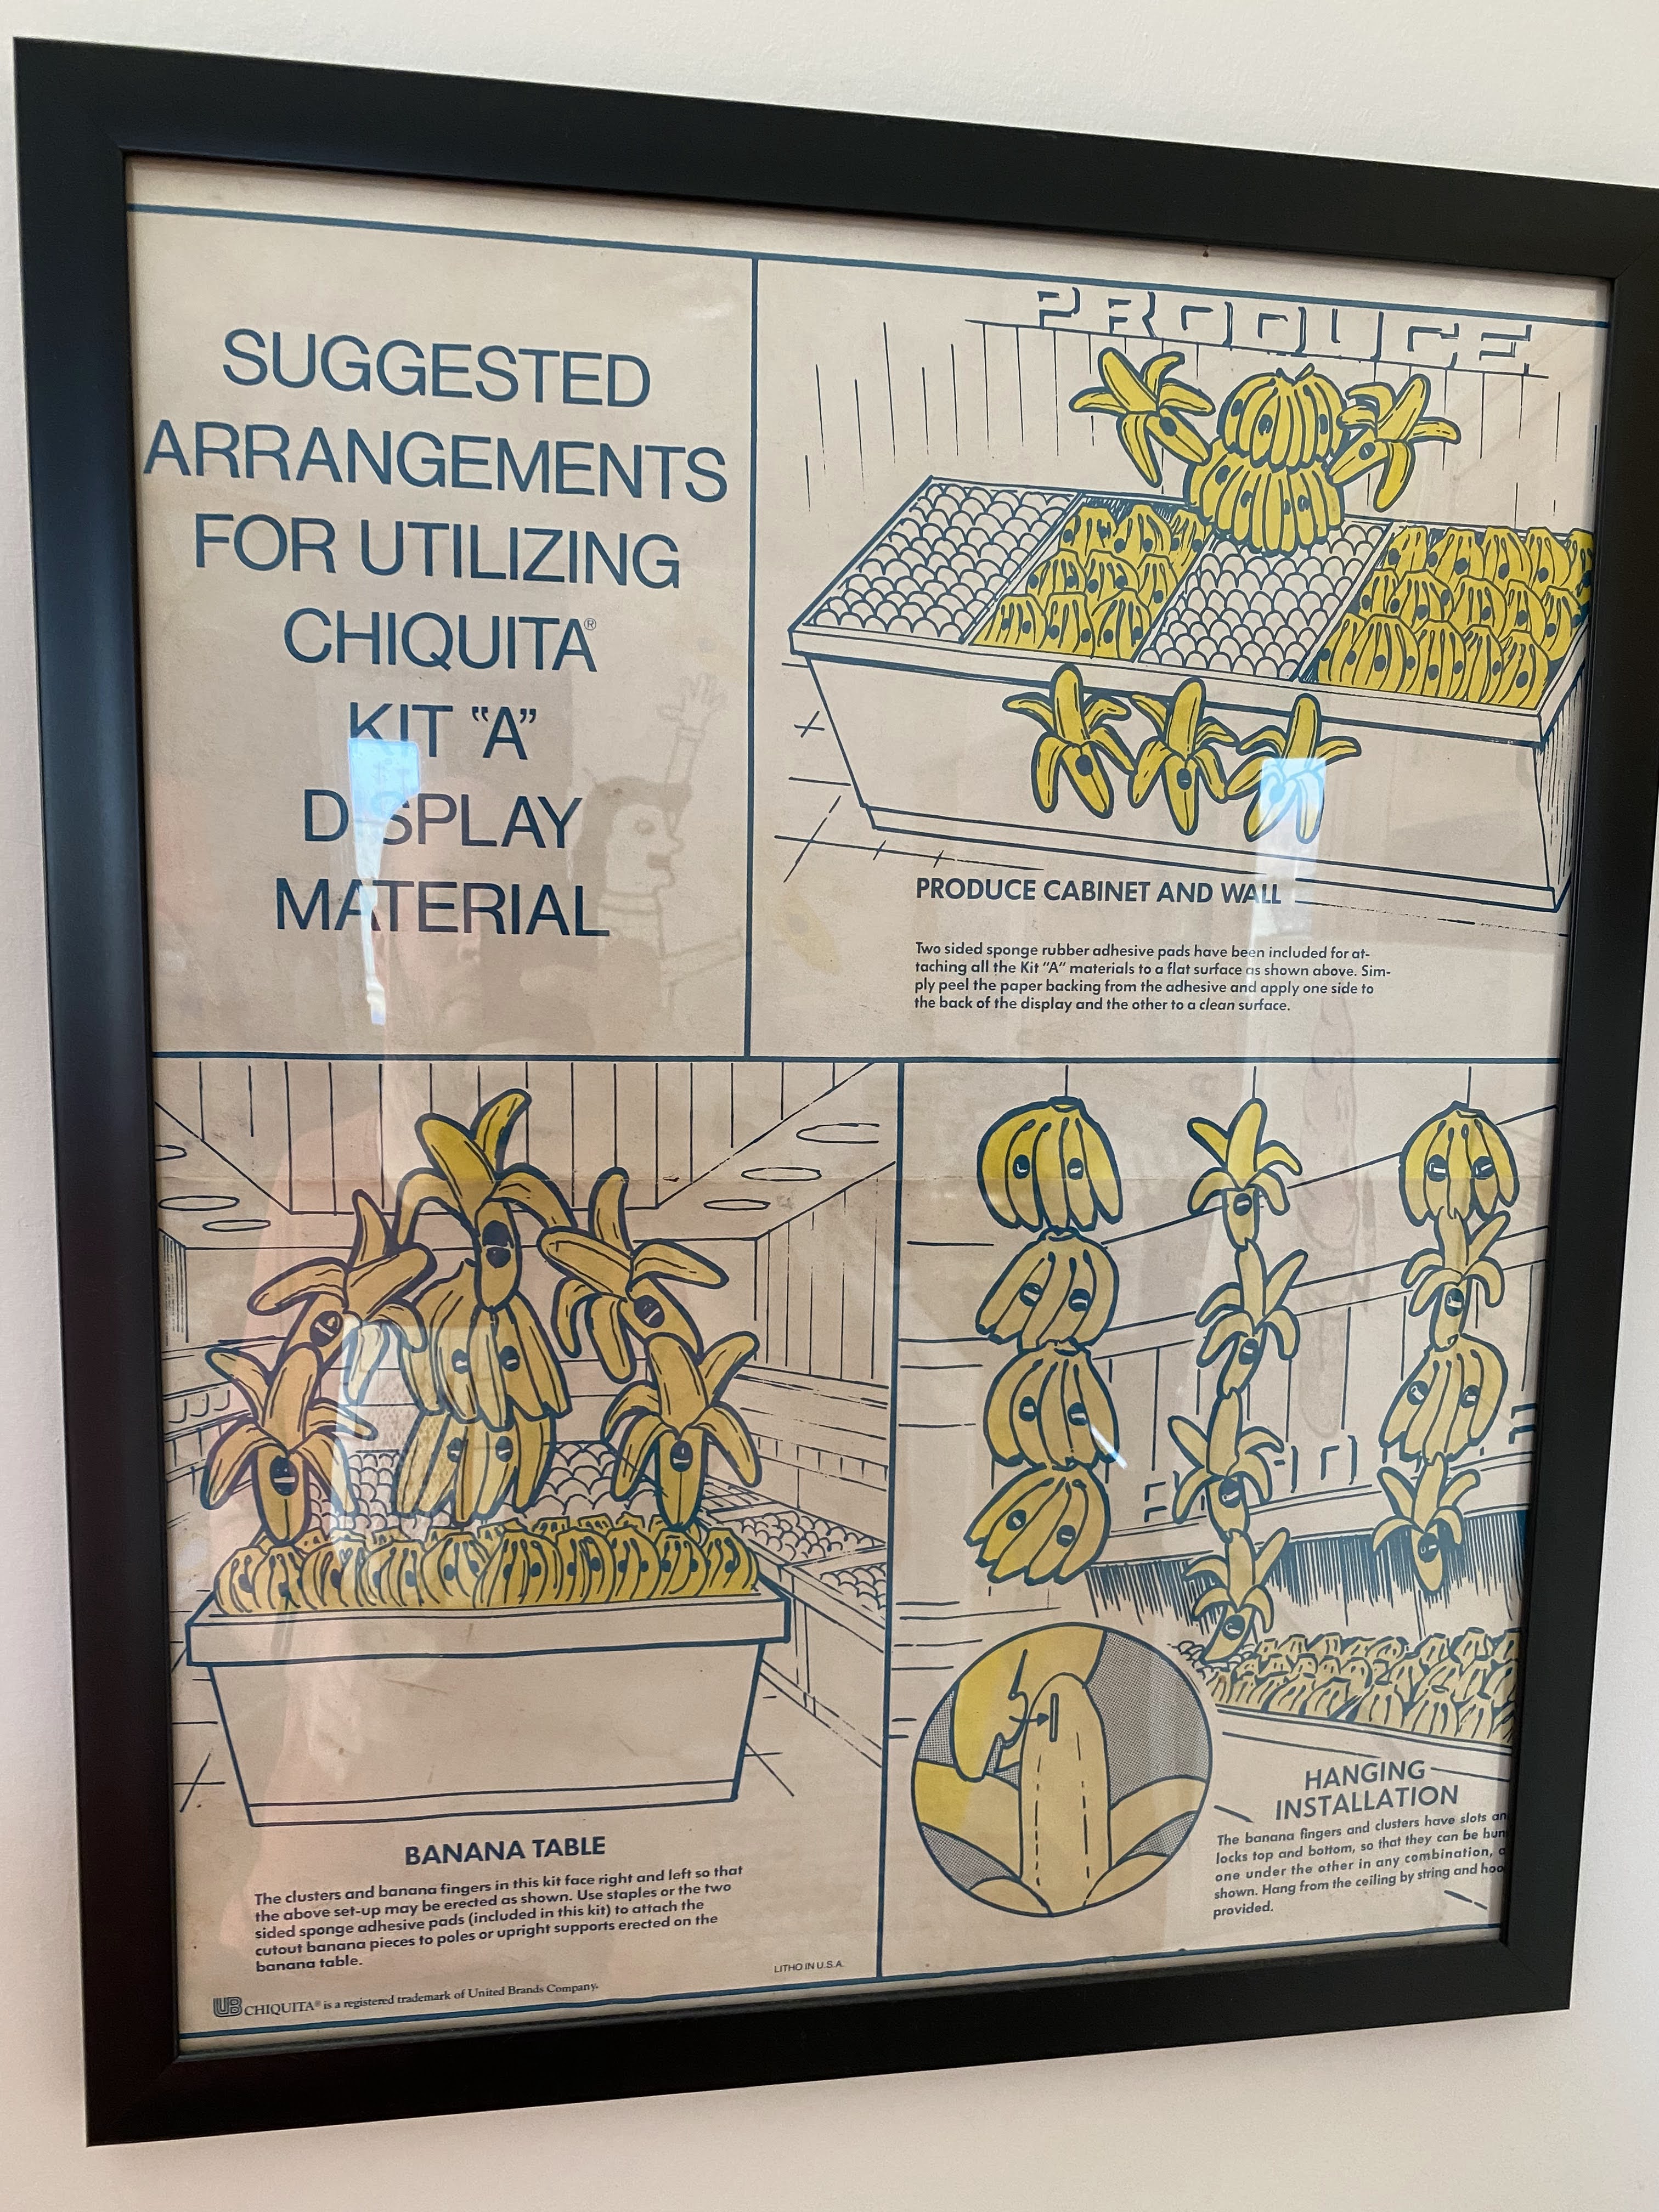 SUGGESTED
ARRANGEMENTS
FOR UTILIZING
CHIQUITA®
KIT "A"
DISPLAY
MATERIAL
PRODUCE
PRODUCE CABINET AND WALL
Two sided sponge rubber adhesive pads have been included for at-
taching all the Kit "A" materials to a flat surface as shown above. Sim-
ply peel the paper backing from the adhesive and apply one side to
the back of the display and the other to a clean surface.
BANANA TABLE
The clusters and banana fingers in this kit face right and left so that
the above set-up may be erected as shown. Use staples or the two
sided sponge adhesive pads (included in this kit) to attach the
cutout banana pieces to poles or upright supports erected on the
banana table.
LITHO IN U.S.A.
UB CHIQUITA® is a registered trademark of United Brands Company.
HANGING
INSTALLATION
The banana fingers and clusters have slots an
locks top and bottom, so that they can be hun
one under the other in any combination, a
shown. Hang from the ceiling by string and hoo
provided.